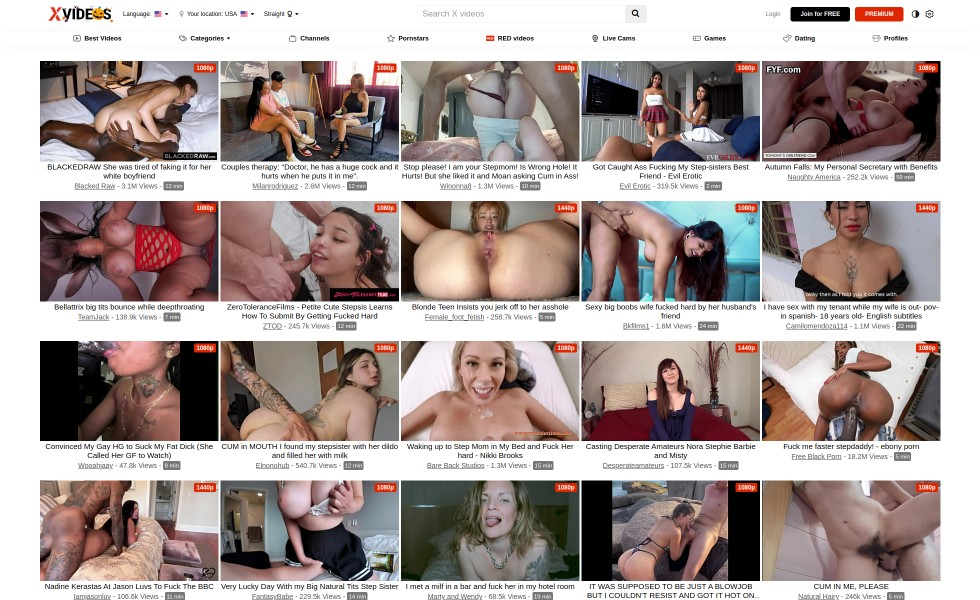 XVIDEOS
Language:
Your location: USA
Straight
Search X videos
Login
Join for FREE
PREMIUM
Best Videos
Categories
Channels
Pornstars
RED videos
Live Cams
Games
Dating
Profiles
1080p
1080p
1080p
1080p
FYF.com
1080p
BLACKEDRAW.COM
BLACKEDRAW She was tired of faking it for her
white boyfriend
Blacked Raw - 3.1M Views - 12 min
Couples therapy: "Doctor, he has a huge cock and it
hurts when he puts it in me".
Milanrodriguez - 2.6M Views - 12 min
Stop please! I am your Stepmom! Is Wrong Hole! It
Hurts! But she liked it and Moan asking Cum in Ass!
Winonna8 - 1.3M Views - 10 min
Got Caught Ass Fucking My Step-sisters Best
Friend - Evil Erotic
Evil Erotic - 319.5k Views - 2 min
Autumn Falls: My Personal Secretary with Benefits
Naughty America - 252.2k Views - 55 min
1080p
1080p
1440p
1080p
1440p
okay then as I told you it comes with..
Bellattrix big tits bounce while deepthroating
TeamJack - 138.9k Views - 7 min
ZeroToleranceFilms - Petite Cute Stepsis Learns
How To Submit By Getting Fucked Hard
ZTOD - 245.7k Views - 12 min
Blonde Teen Insists you jerk off to her asshole
Female_foot_fetish - 258.7k Views - 5 min
Sexy big boobs wife fucked hard by her husband's
friend
Bkfilms1 - 1.6M Views - 24 min
I have sex with my tenant while my wife is out- pov-
in spanish- 18 years old- English subtitles
Camilomendoza114 - 1.1M Views - 22 min
1080p
1080p
1080p
1440p
1080p
Convinced My Gay HG to Suck My Fat Dick (She
Called Her GF to Watch)
Wooahjaay - 47.8k Views - 8 min
CUM in MOUTH I found my stepsister with her dildo
and filled her with milk
Elnonohub - 540.7k Views - 12 min
Waking up to Step Mom in My Bed and Fuck Her
hard - Nikki Brooks
Bare Back Studios - 1.3M Views - 15 min
Casting Desperate Amateurs Nora Stephie Barbie
and Misty
Desperateamateurs - 107.5k Views - 15 min
Fuck me faster stepdaddy! - ebony porn
Free Black Porn - 18.2M Views - 5 min
1440p
1080p
1080p
1080p
1080p
Nadine Kerastas At Jason Luvs To Fuck The BBC
Iamjasonluv - 106.6k Views - 11 min
Very Lucky Day With my Big Natural Tits Step Sister
FantasyBabe - 229.5k Views - 14 min
I met a milf in a bar and fuck her in my hotel room
Marty and Wendy - 68.5k Views - 19 min
IT WAS SUPPOSED TO BE JUST A BLOWJOB
BUT I COULDN'T RESIST AND GOT IT HOT ON...
CUM IN ME, PLEASE
Natural Hairy - 246k Views - 5 min